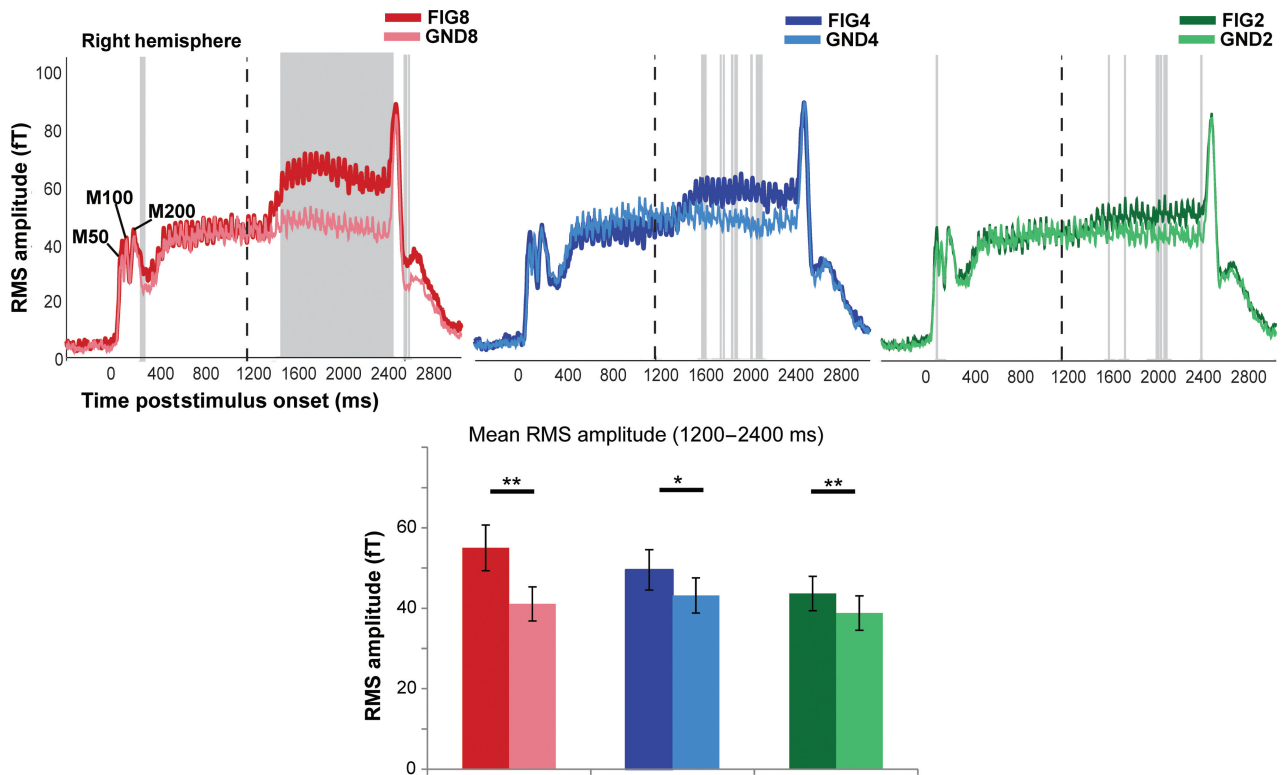 FIG8
GND8
FIG4
GND4
FIG2
GND2
Right hemisphere
RMS amplitude (fT)
100
80
60
40
20
0
M50
M100
M200
0 400 800 1200 1600 2000 2400 2800
0 400 800 1200 1600 2000 2400 2800
0 400 800 1200 1600 2000 2400 2800
Time poststimulus onset (ms)
Mean RMS amplitude (1200–2400 ms)
** * **
RMS amplitude (fT)
60
40
20
0